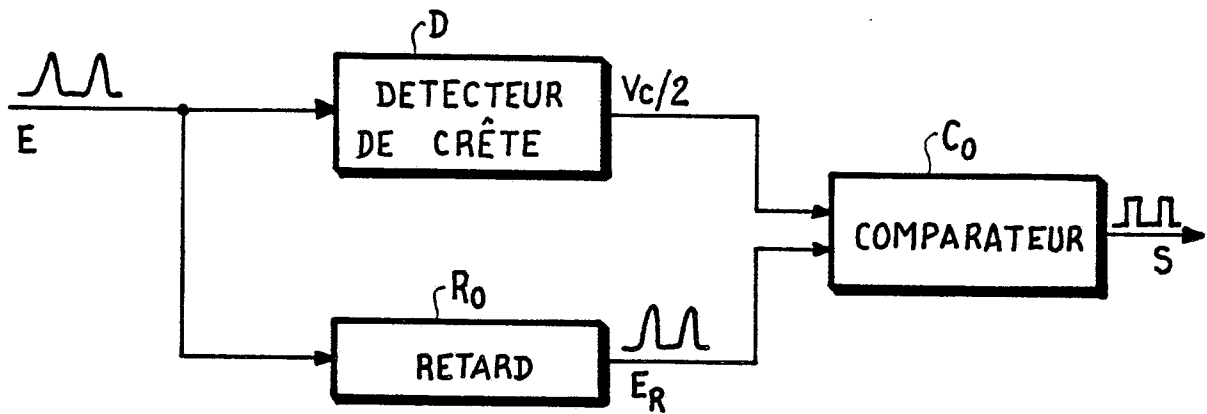 D
E
DETECTEUR
DE CRÊTE
Vc/2
C0
COMPARATEUR
S
R0
RETARD
ER